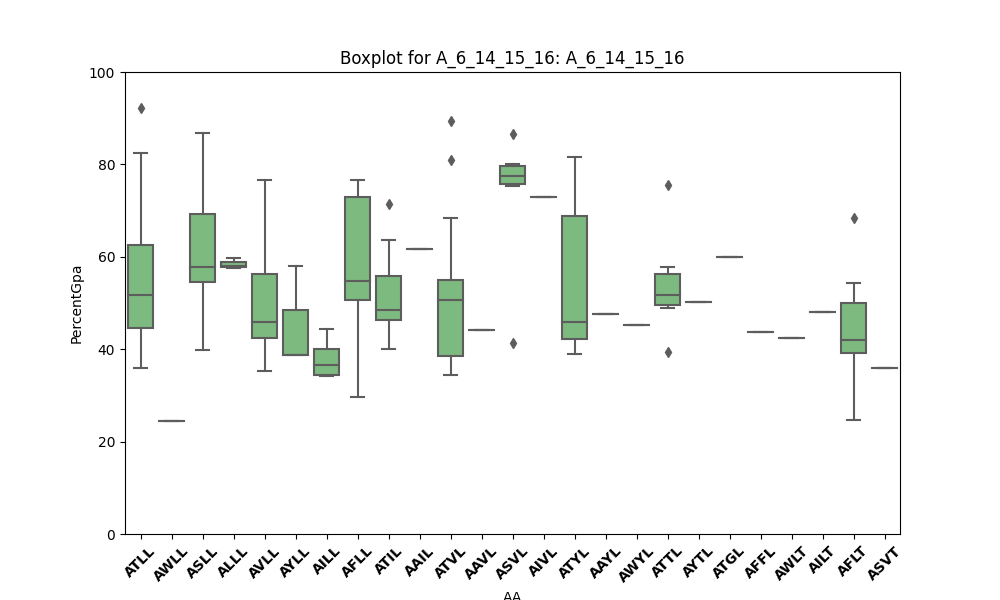 Boxplot for A_6_14_15_16: A_6_14_15_16
100
80
60
40
20
0
PercentGpa
ATLL AWLL ASLL ALLL AVLL AYLL AILL AFLL ATIL AAIL ATVL AAVL ASVL AIVL ATYL AAYL AWYL ATTL AYTL ATGL AFFL AWLT AILT AFLT ASVT
AA